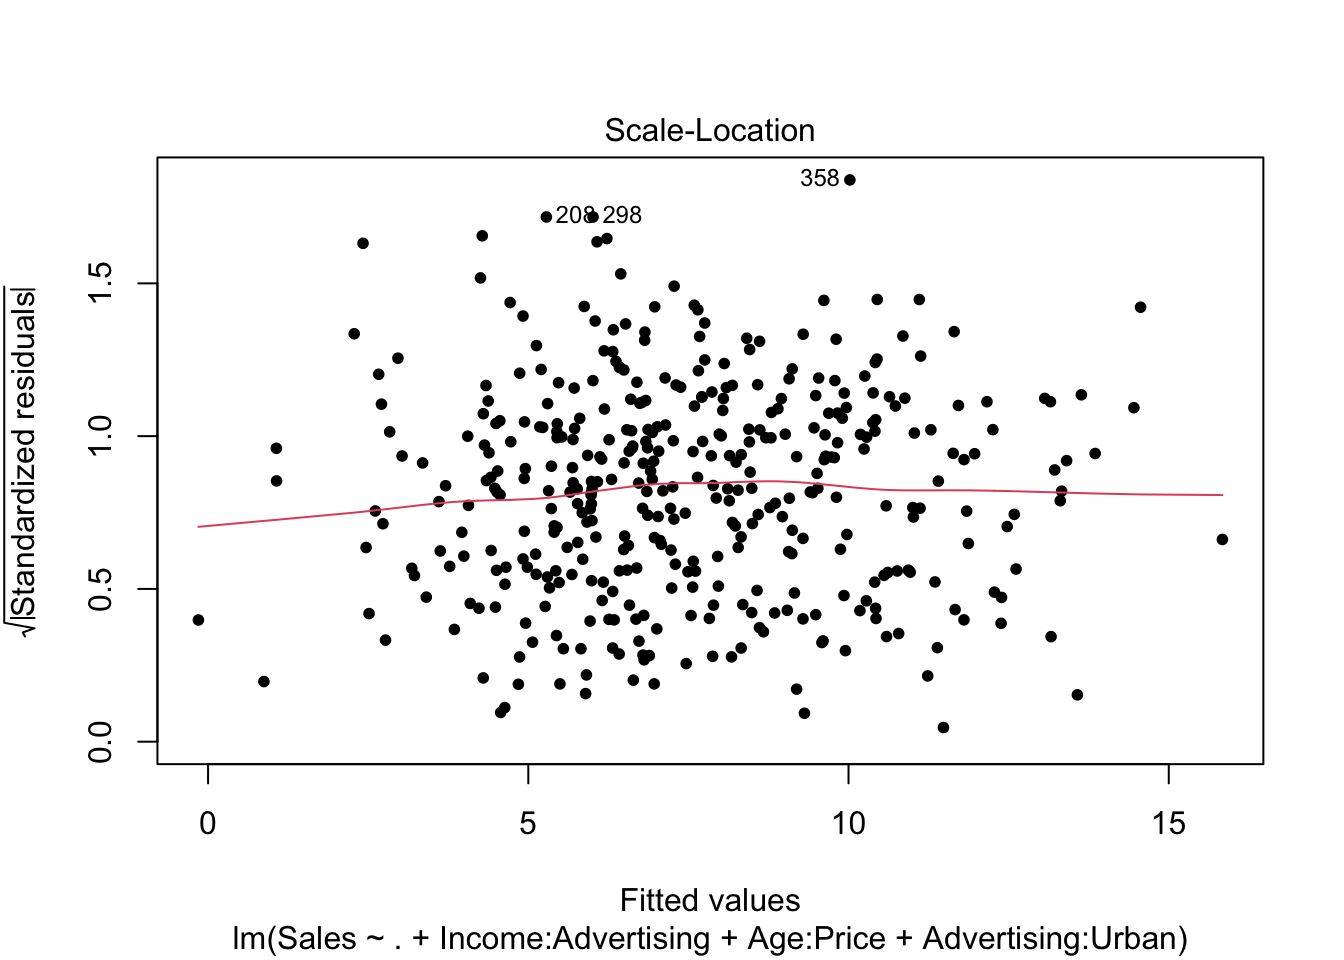 Scale-Location
358
208 298
√|Standardized residuals|
1.5
1.0
0.5
0.0
0 5 10 15
Fitted values
lm(Sales ~ . + Income:Advertising + Age:Price + Advertising:Urban)